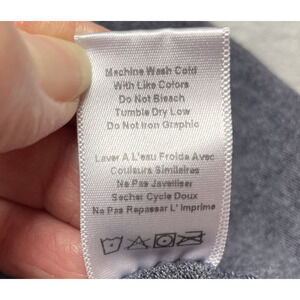 Machine Wash Cold
With Like Colors
Do Not Bleach
Tumble Dry Low
Do Not Iron Graphic
Laver A L'eau Froide Avec
Couleurs Similaires
Ne Pas Javelliser
Secher Cycle Doux
Ne Pas Repasser L' Imprime